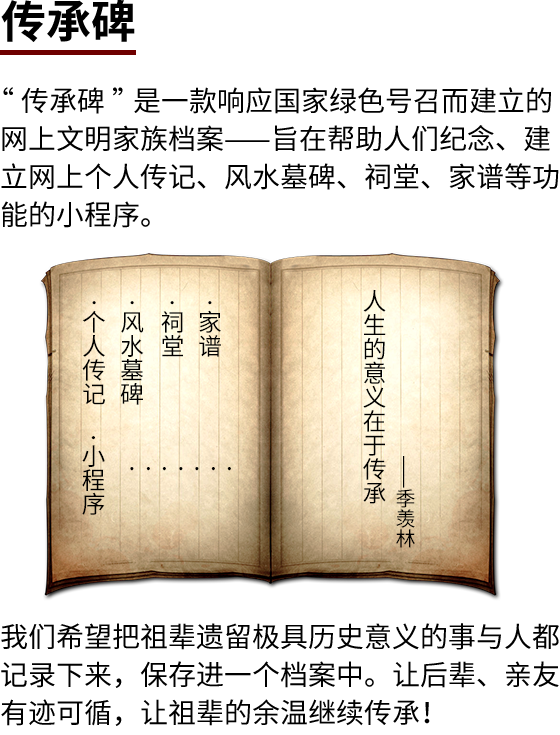 传承碑
“传承碑”是一款响应国家绿色号召而建立的
网上文明家族档案——旨在帮助人们纪念、建
立网上个人传记、风水墓碑、祠堂、家谱等功
能的小程序。
人生的意义在于传承
——季羡林
·家谱
·祠堂
·风水墓碑
·个人传记
·······
·小程序
我们希望把祖辈遗留极具历史意义的事与人都
记录下来，保存进一个档案中。让后辈、亲友
有迹可循，让祖辈的余温继续传承！